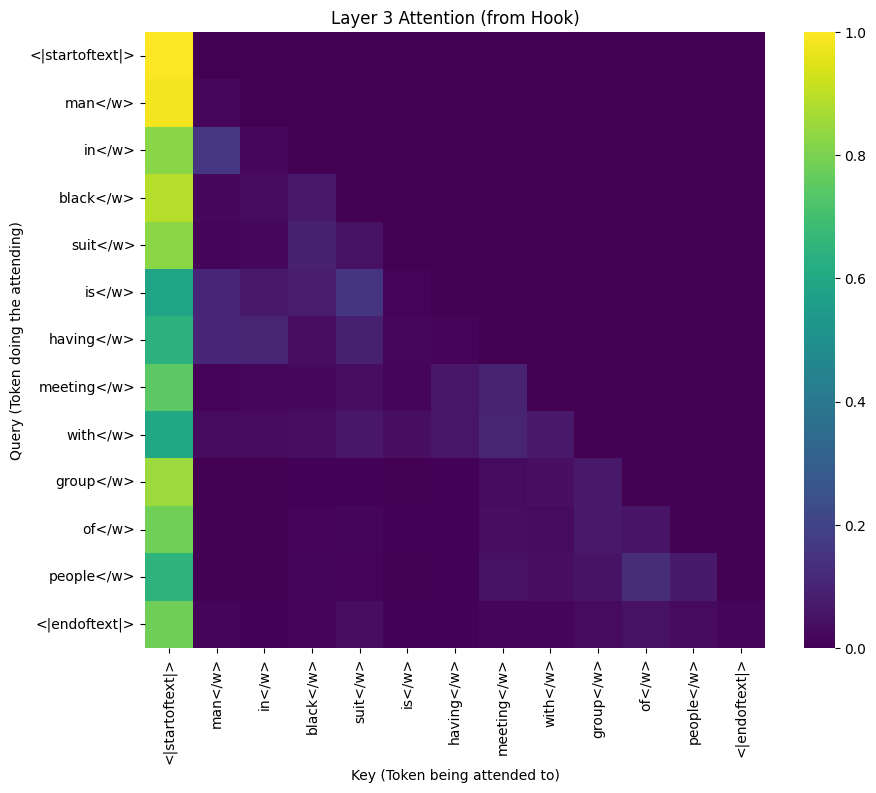 Layer 3 Attention (from Hook)
Query (Token doing the attending)
<|startoftext|>
man</w>
in</w>
black</w>
suit</w>
is</w>
having</w>
meeting</w>
with</w>
group</w>
of</w>
people</w>
<|endoftext|>
<|startoftext|>
man</w>
in</w>
black</w>
suit</w>
is</w>
having</w>
meeting</w>
with</w>
group</w>
of</w>
people</w>
<|endoftext|>
Key (Token being attended to)
1.0
0.8
0.6
0.4
0.2
0.0